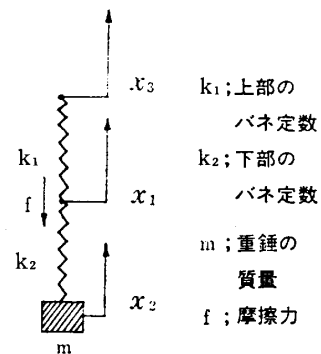 x3
k1;上部の
バネ定数
k1
f
x1
k2;下部の
バネ定数
k2
x2
m;重錘の
質量
f;摩擦力
m